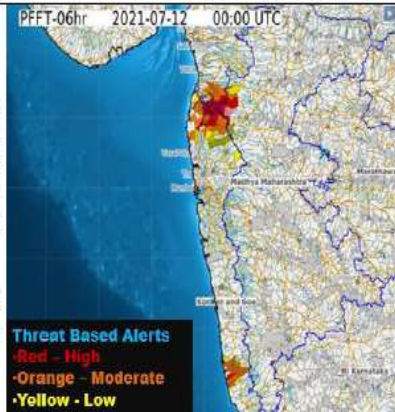 PFFT-06hr 2021-07-12 00:00 UTC
Madhya Maharashtra
Konkan and Goa
N.I Karnataka
Threat Based Alerts
•Red – High
•Orange – Moderate
•Yellow - Low